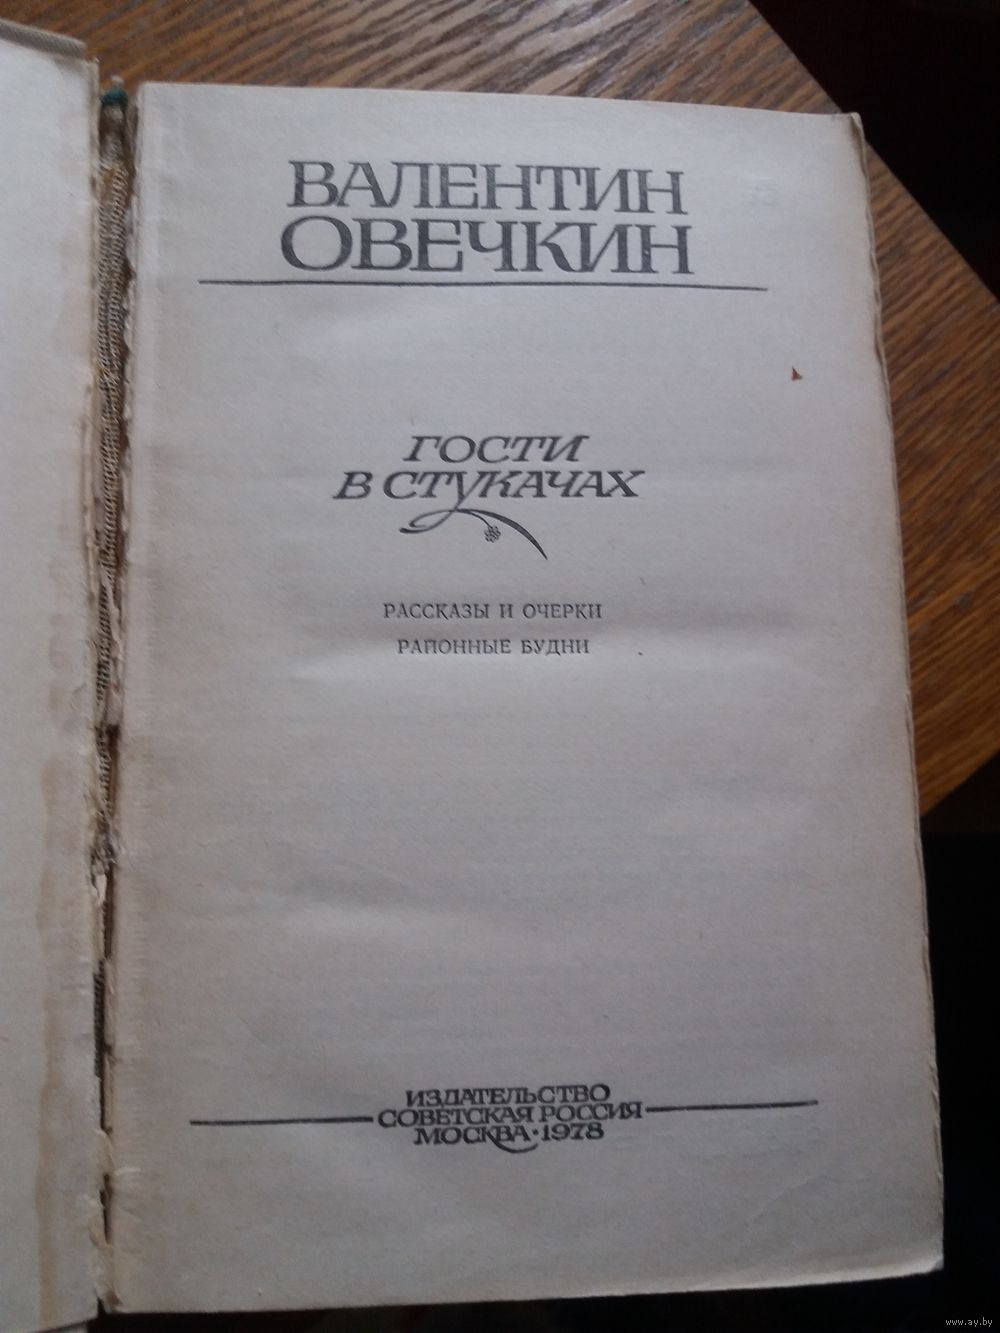 ВАЛЕНТИН
ОВЕЧКИН
ГОСТИ
В СТУКАЧАХ
РАССКАЗЫ И ОЧЕРКИ
РАЙОННЫЕ БУДНИ
ИЗДАТЕЛЬСТВО
СОВЕТСКАЯ РОССИЯ
МОСКВА·1978
www.ay.by